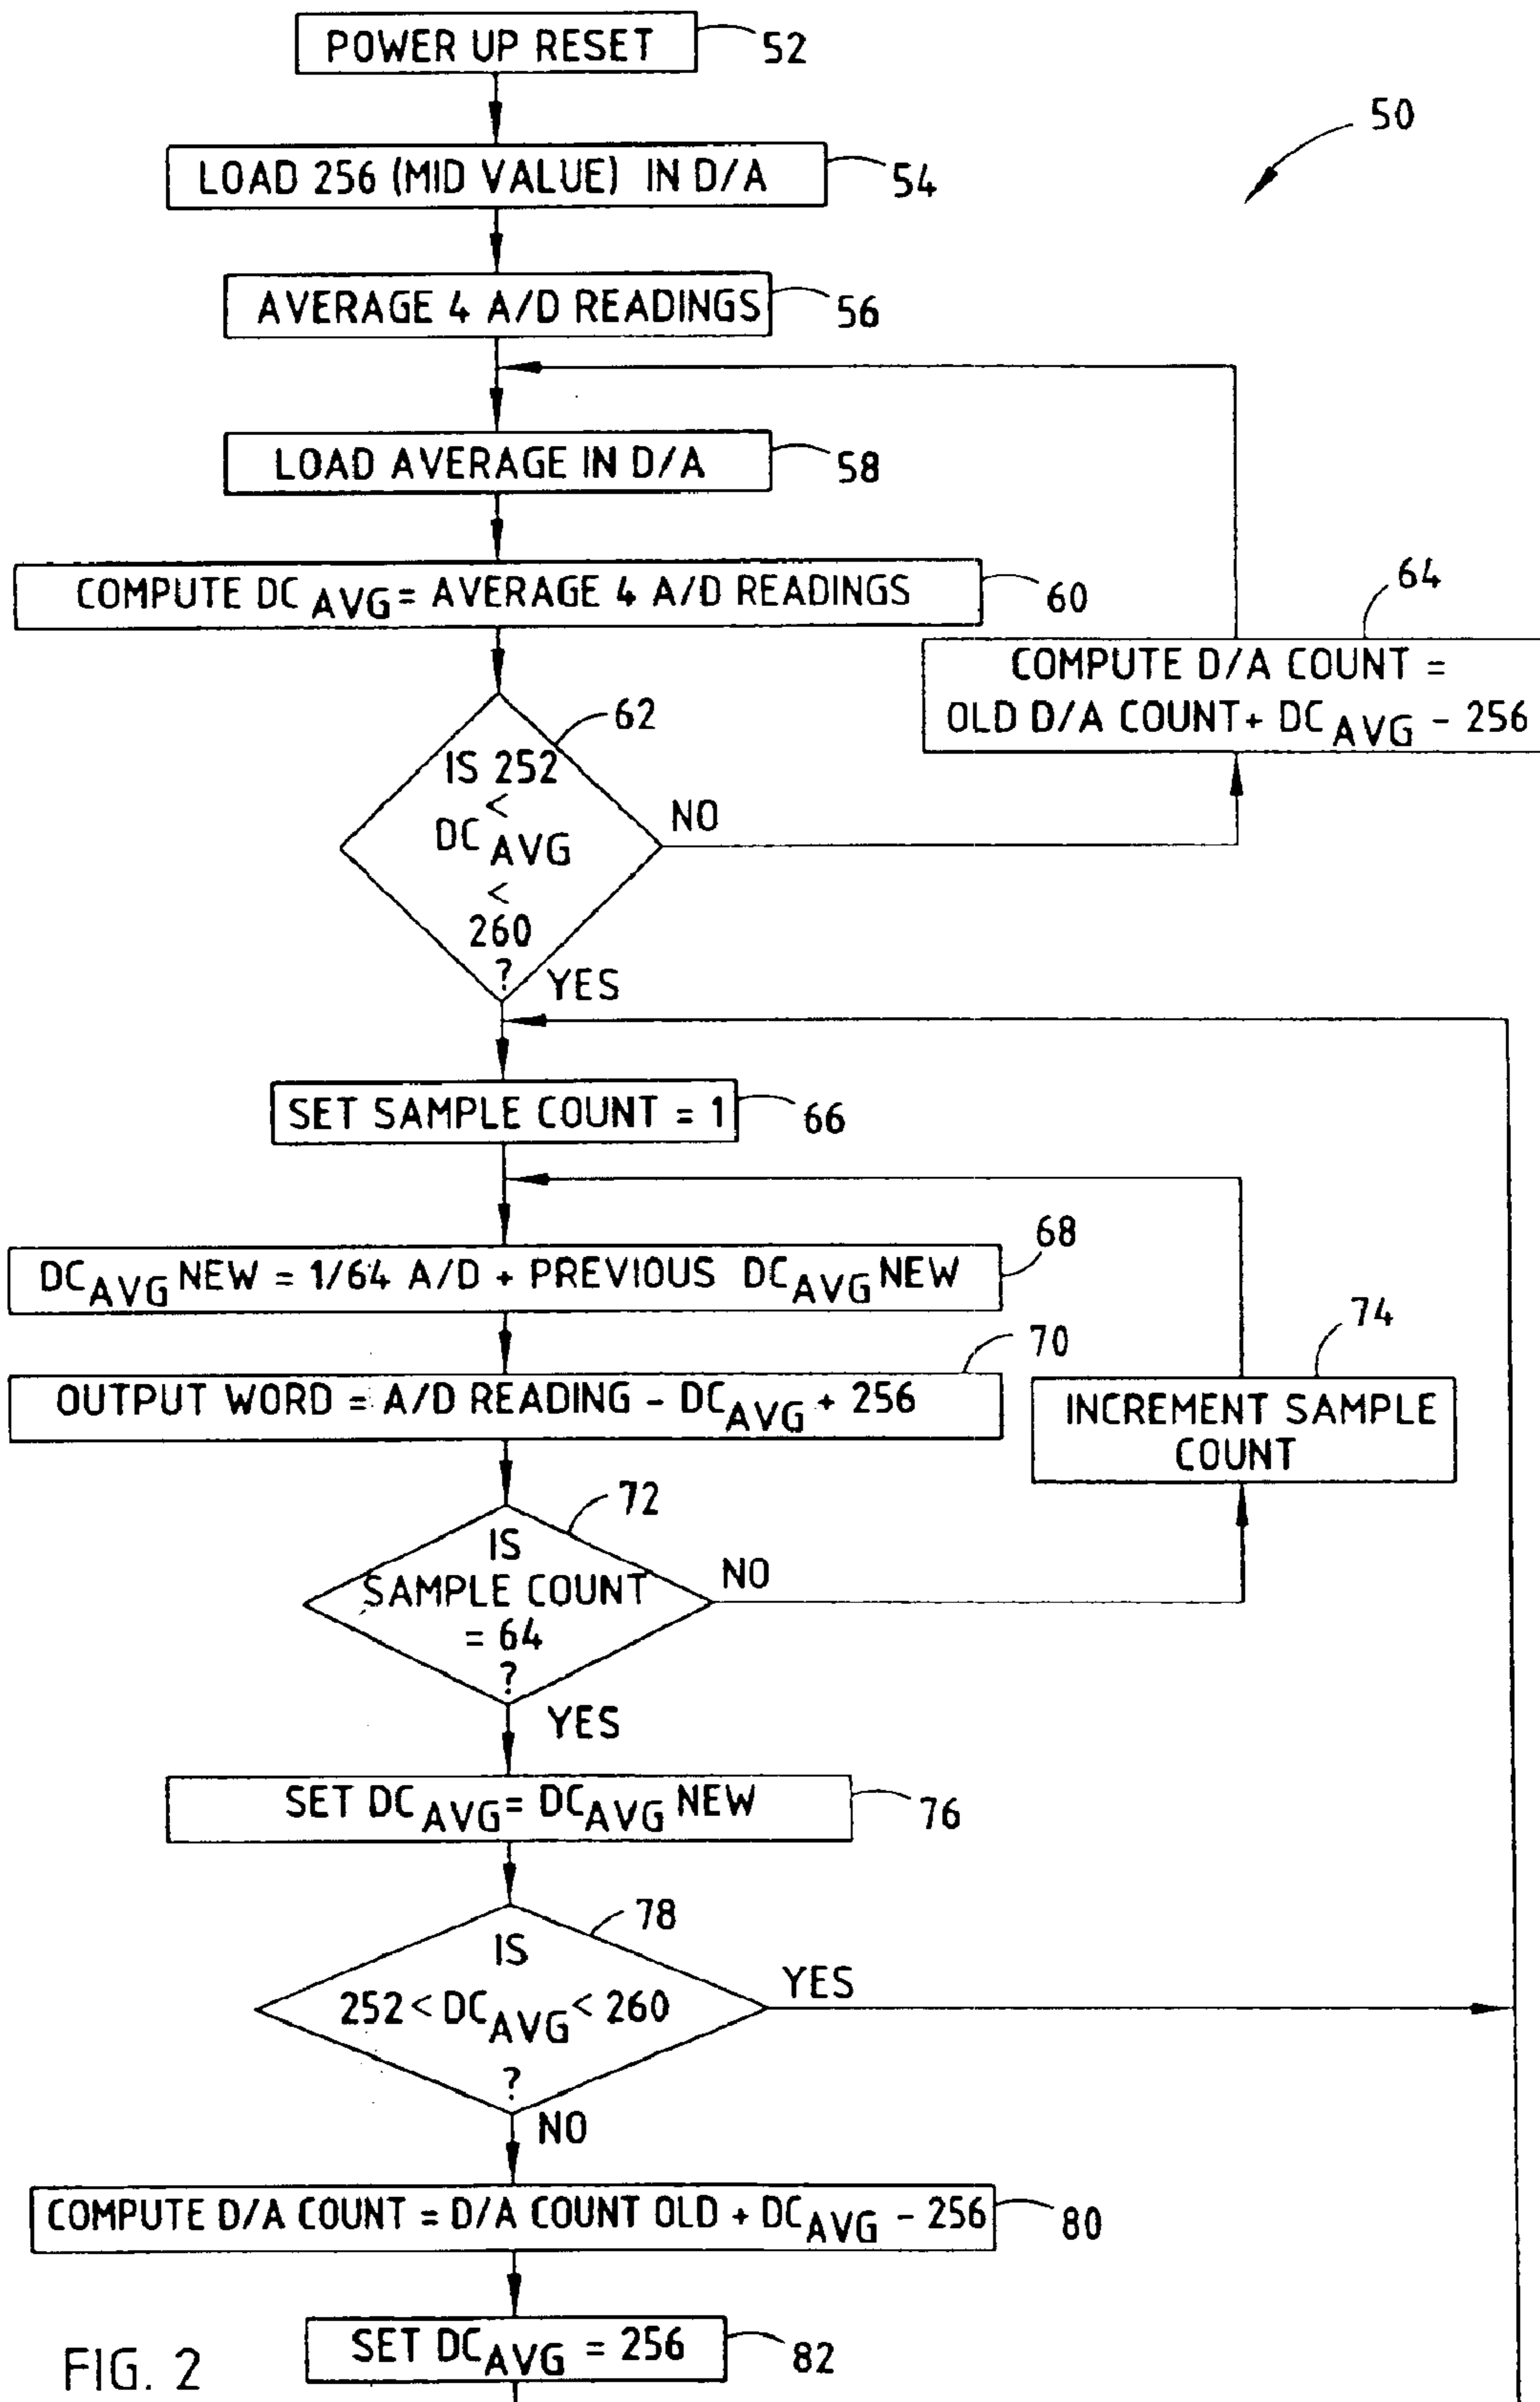 POWER UP RESET
52
50
LOAD 256 (MID VALUE) IN D/A
54
AVERAGE 4 A/D READINGS
56
LOAD AVERAGE IN D/A
58
COMPUTE DC AVG = AVERAGE 4 A/D READINGS
60
64
COMPUTE D/A COUNT =
OLD D/A COUNT + DC AVG - 256
62
IS 252
<
DC AVG
<
260
?
NO
YES
SET SAMPLE COUNT = 1
66
68
DC AVG NEW = 1/64 A/D + PREVIOUS DC AVG NEW
70
OUTPUT WORD = A/D READING - DC AVG + 256
74
INCREMENT SAMPLE
COUNT
72
IS
SAMPLE COUNT
= 64
?
NO
YES
SET DC AVG = DC AVG NEW
76
78
IS
252 < DC AVG < 260
?
YES
NO
COMPUTE D/A COUNT = D/A COUNT OLD + DC AVG - 256
80
SET DC AVG = 256
82
FIG. 2